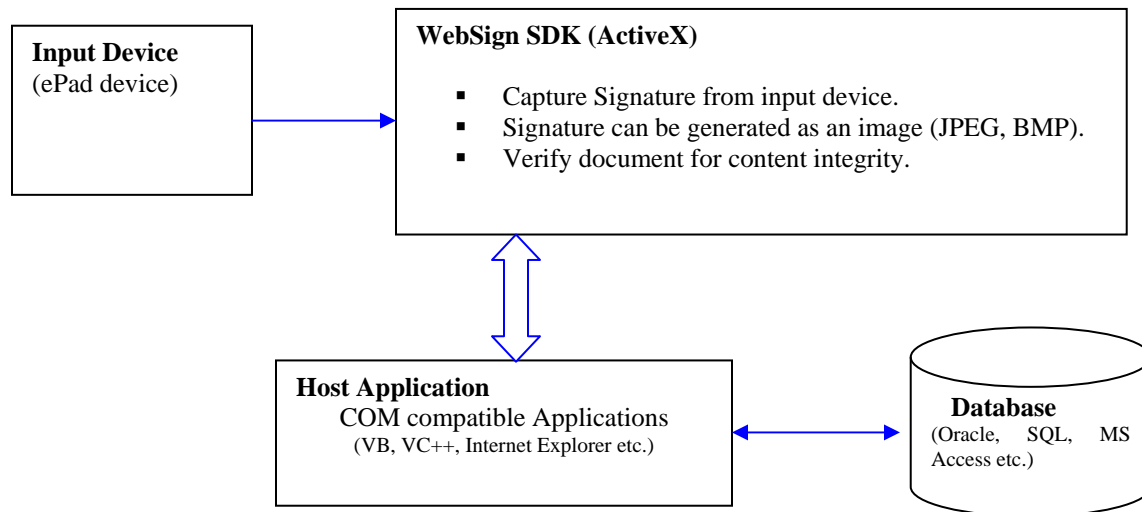 Input Device
(ePad device)
WebSign SDK (ActiveX)
▪ Capture Signature from input device.
▪ Signature can be generated as an image (JPEG, BMP).
▪ Verify document for content integrity.
Host Application
COM compatible Applications
(VB, VC++, Internet Explorer etc.)
Database
(Oracle, SQL, MS
Access etc.)